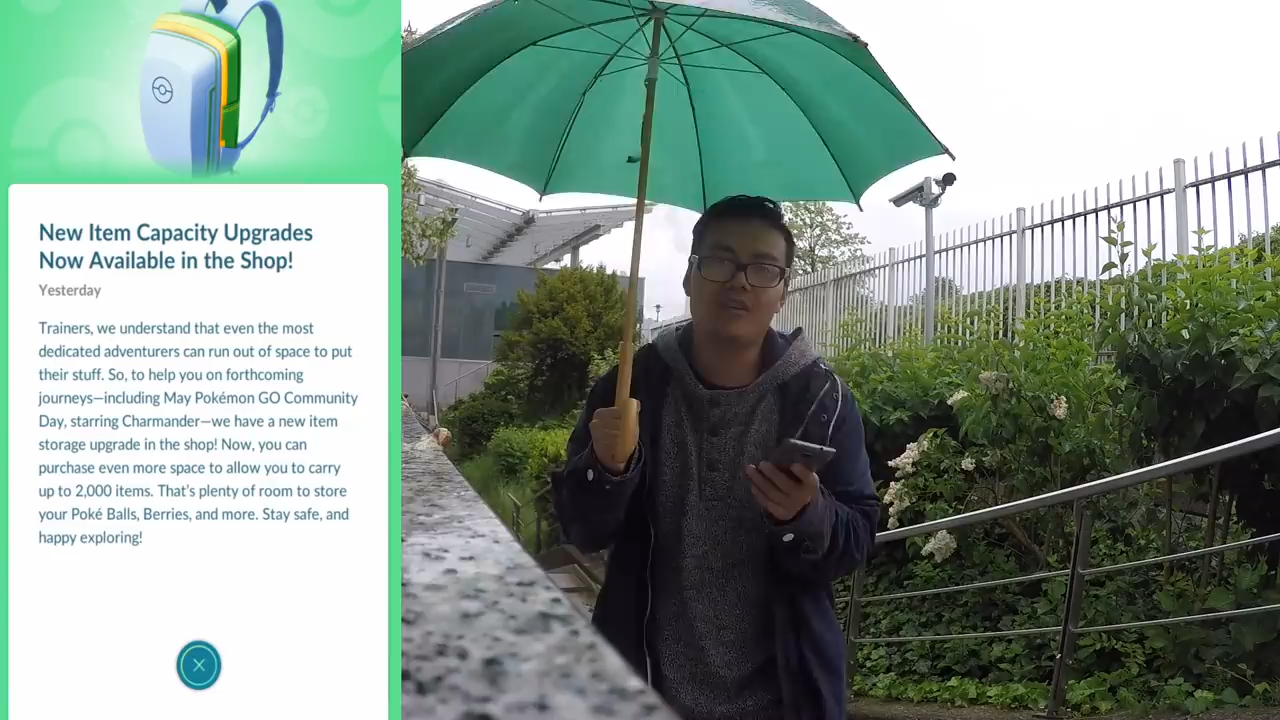 New Item Capacity Upgrades
Now Available in the Shop!
Yesterday
Trainers, we understand that even the most
dedicated adventurers can run out of space to put
their stuff. So, to help you on forthcoming
journeys—including May Pokémon GO Community
Day, starring Charmander—we have a new item
storage upgrade in the shop! Now, you can
purchase even more space to allow you to carry
up to 2,000 items. That's plenty of room to store
your Poké Balls, Berries, and more. Stay safe, and
happy exploring!